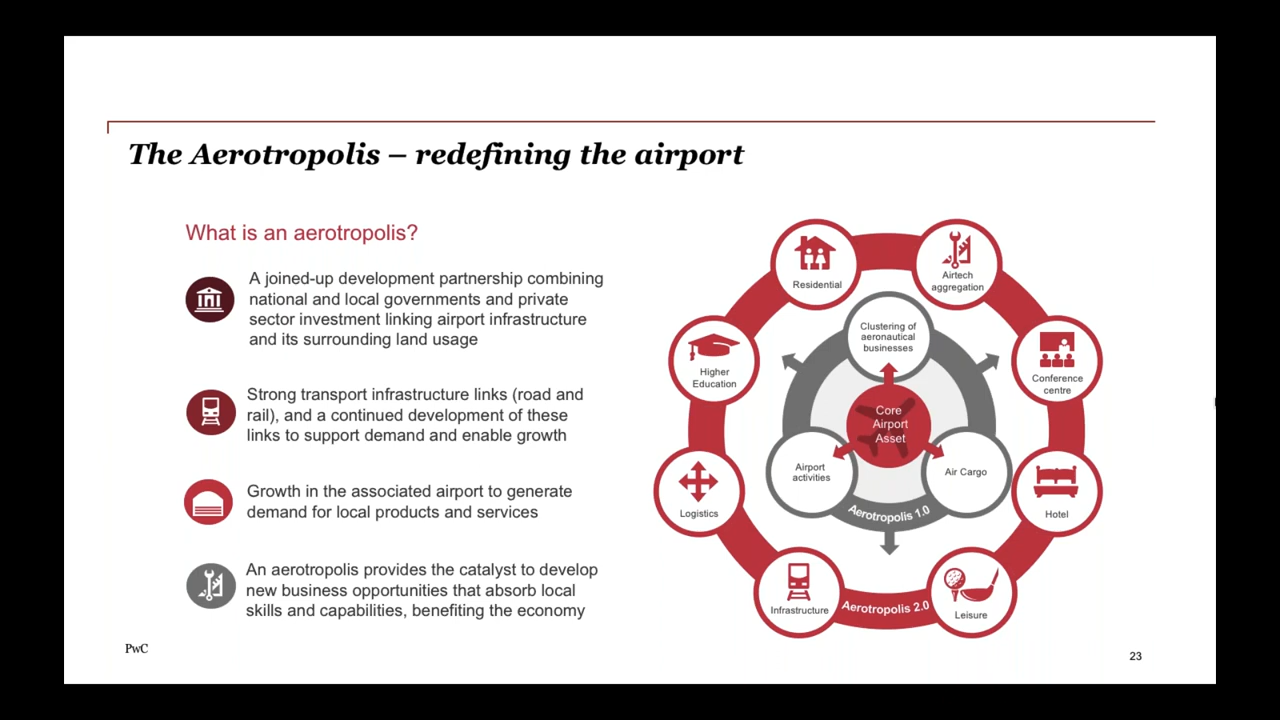 The Aerotropolis – redefining the airport
What is an aerotropolis?
A joined-up development partnership combining
national and local governments and private
sector investment linking airport infrastructure
and its surrounding land usage
Strong transport infrastructure links (road and
rail), and a continued development of these
links to support demand and enable growth
Growth in the associated airport to generate
demand for local products and services
An aerotropolis provides the catalyst to develop
new business opportunities that absorb local
skills and capabilities, benefiting the economy
Residential
Airtech
aggregation
Clustering of
aeronautical
businesses
Higher
Education
Conference
centre
Core
Airport
Asset
Airport
activities
Air Cargo
Logistics
Hotel
Aerotropolis 1.0
Infrastructure
Aerotropolis 2.0
Leisure
PwC
23